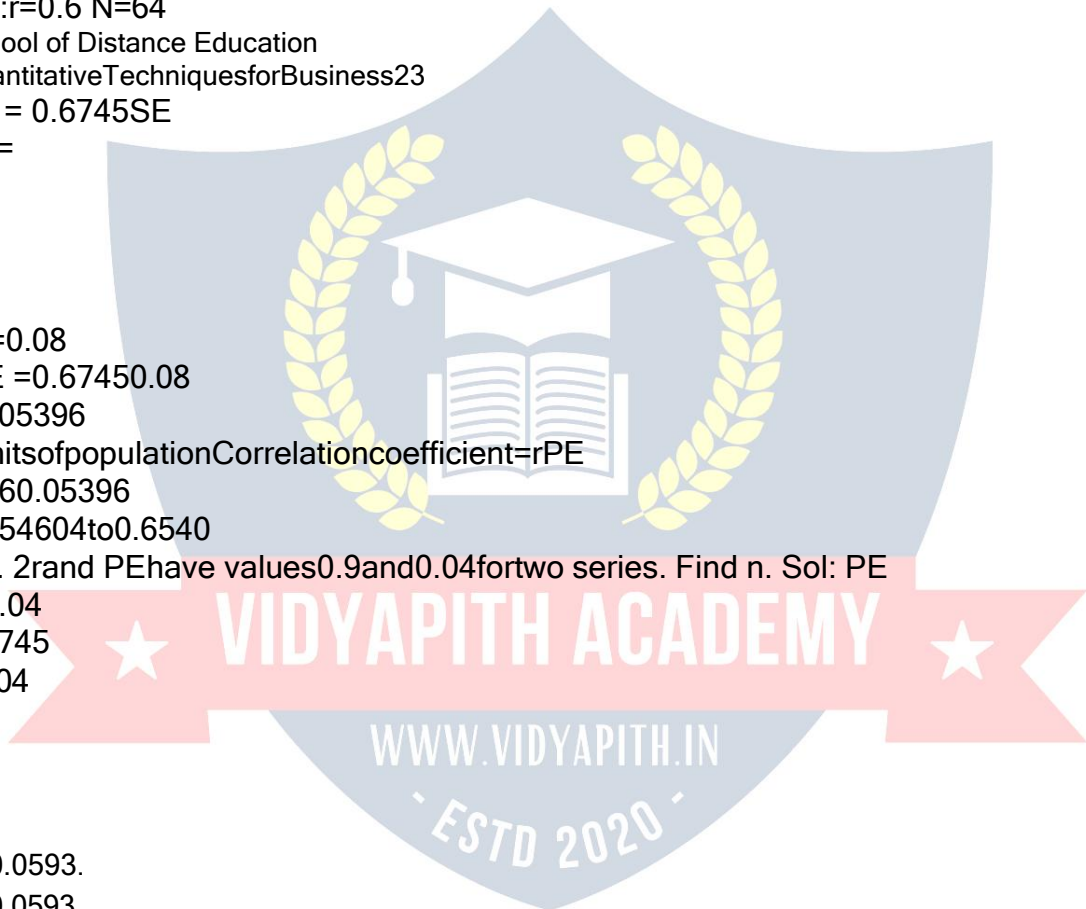 :r=0.6 N=64
ool of Distance Education
antitativeTechniquesforBusiness23
= 0.6745SE
=
=0.08
E =0.67450.08
05396
nitsofpopulationCorrelationcoefficient=rPE
60.05396
54604to0.6540
. 2rand PEhave values0.9and0.04fortwo series. Find n. Sol: PE
.04
745
04
VIDYAPITH ACADEMY
WWW.VIDYAPITH.IN
- ESTD 2020 -
0.0593.
0.0593